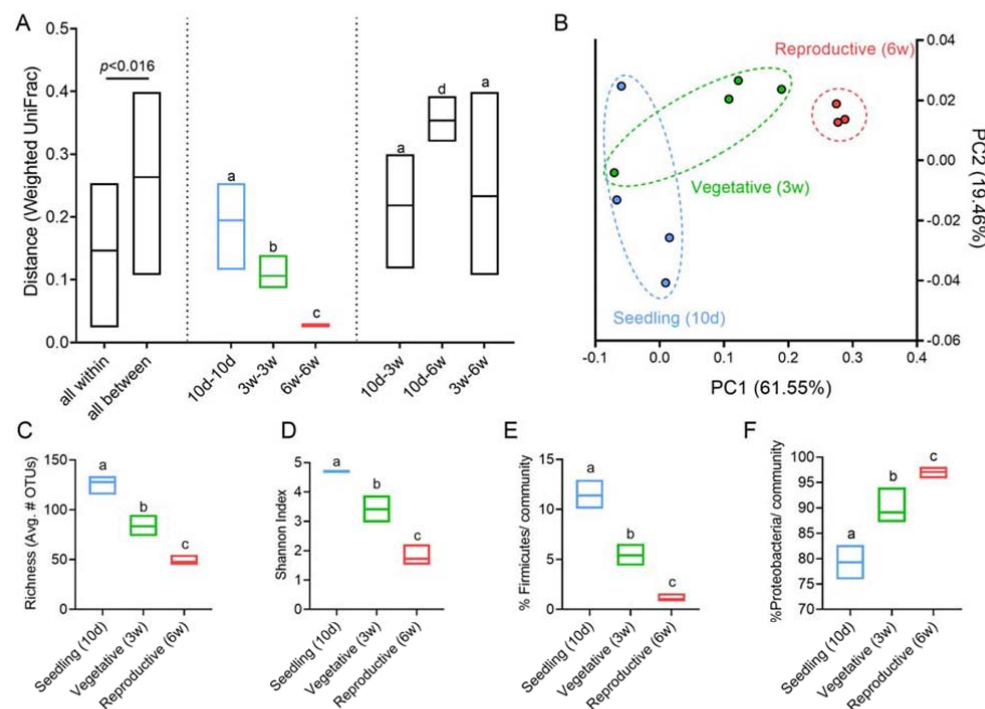 A
Distance (Weighted UniFrac)
0.5
0.4
0.3
0.2
0.1
0.0
p<0.016
a
b
c
a
d
a
all within
all between
10d-10d
3w-3w
6w-6w
10d-3w
10d-6w
3w-6w
B
Reproductive (6w)
Vegetative (3w)
Seedling (10d)
0.04
0.02
0.00
-0.02
-0.04
-0.06
PC2 (19.46%)
-0.1
0.0
0.1
0.2
0.3
0.4
PC1 (61.55%)
C
Richness (Avg. # OTUs)
150
100
50
0
a
b
c
Seedling (10d)
Vegetative (3w)
Reproductive (6w)
D
Shannon Index
5
4
3
2
1
0
a
b
c
Seedling (10d)
Vegetative (3w)
Reproductive (6w)
E
% Firmicutes/ community
15
10
5
0
a
b
c
Seedling (10d)
Vegetative (3w)
Reproductive (6w)
F
%Proteobacteria/ community
100
95
90
85
80
75
70
a
b
c
Seedling (10d)
Vegetative (3w)
Reproductive (6w)